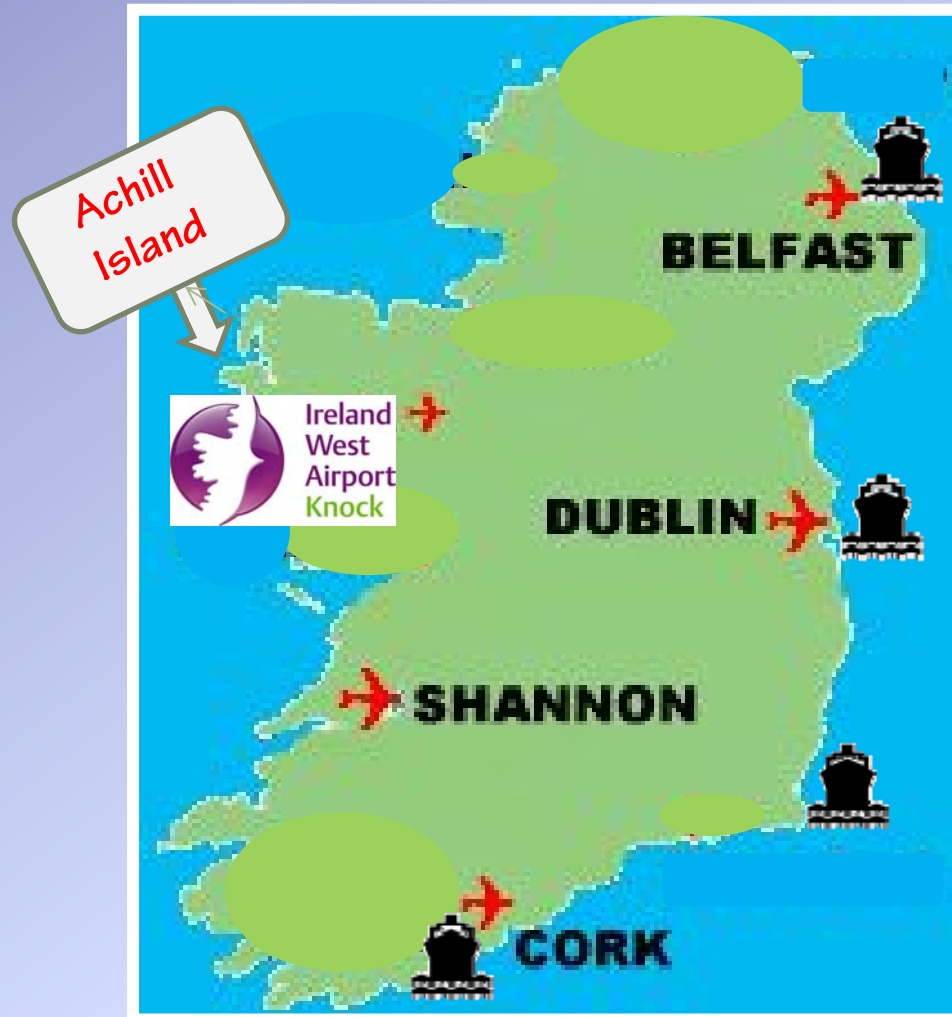 Achill
Island
BELFAST
Ireland
West
Airport
Knock
DUBLIN
SHANNON
CORK